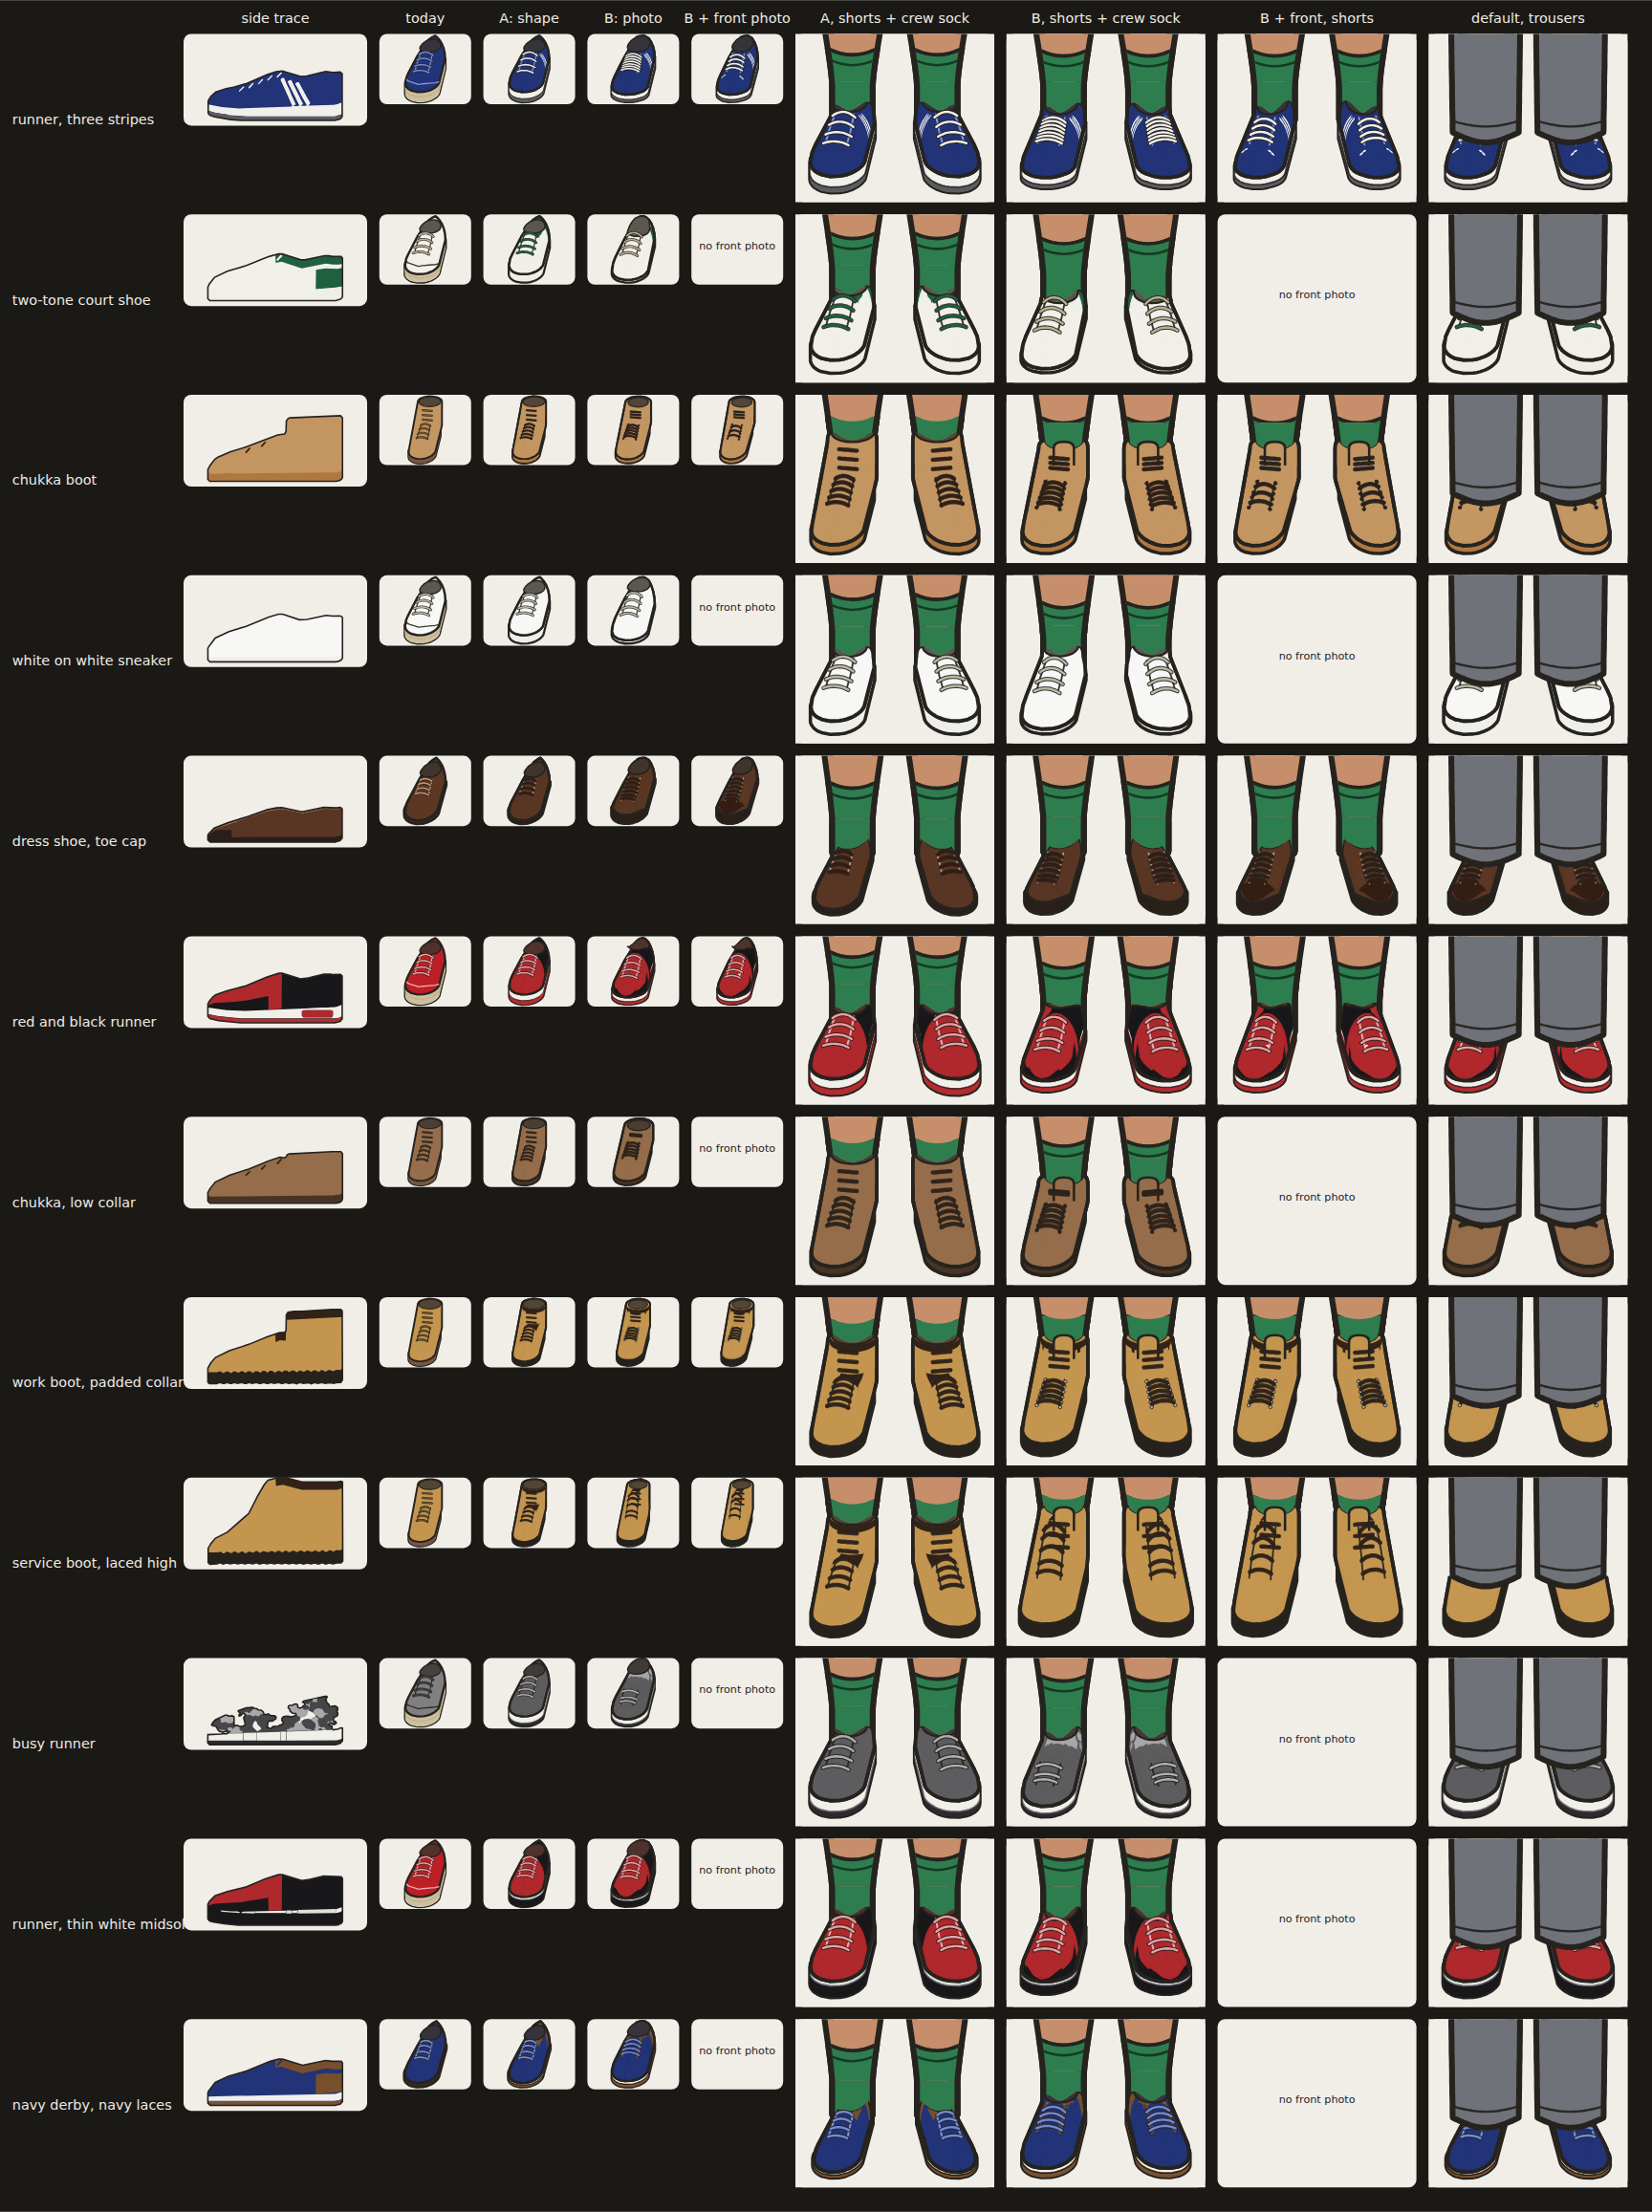 side trace today A: shape B: photo B + front photo A, shorts + crew sock B, shorts + crew sock B + front, shorts default, trousers
runner, three stripes
two-tone court shoe no front photo no front photo
chukka boot
white on white sneaker no front photo no front photo
dress shoe, toe cap
red and black runner
chukka, low collar no front photo no front photo
work boot, padded collar
service boot, laced high
busy runner no front photo no front photo
runner, thin white midsol no front photo no front photo
navy derby, navy laces no front photo no front photo